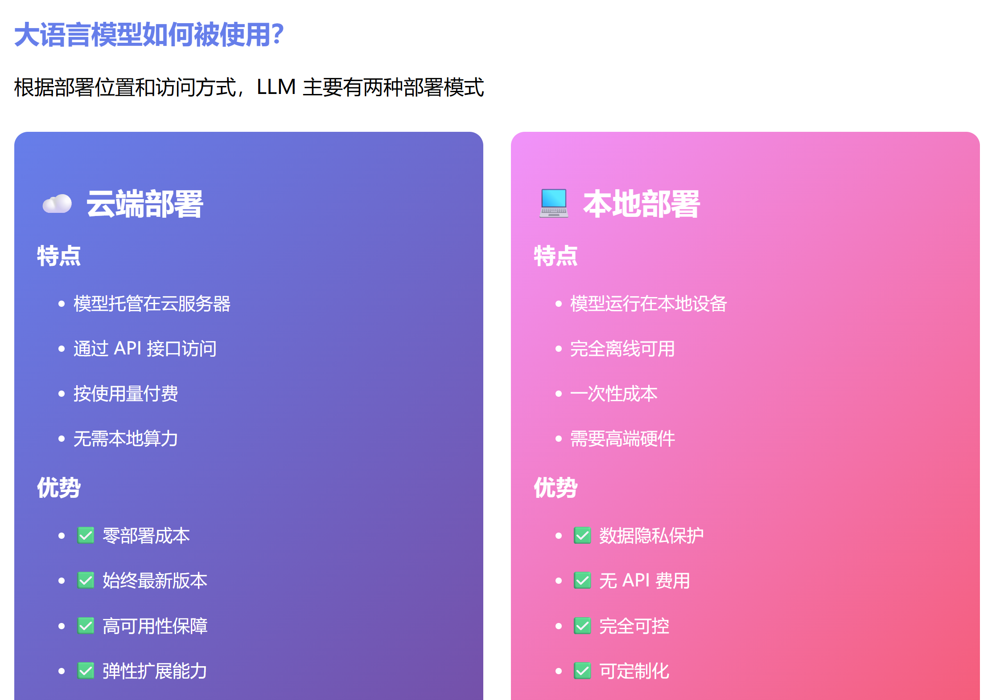 大语言模型如何被使用?
根据部署位置和访问方式，LLM 主要有两种部署模式
☁️ 云端部署
特点
• 模型托管在云服务器
• 通过 API 接口访问
• 按使用量付费
• 无需本地算力
优势
• ✅ 零部署成本
• ✅ 始终最新版本
• ✅ 高可用性保障
• ✅ 弹性扩展能力
💻 本地部署
特点
• 模型运行在本地设备
• 完全离线可用
• 一次性成本
• 需要高端硬件
优势
• ✅ 数据隐私保护
• ✅ 无 API 费用
• ✅ 完全可控
• ✅ 可定制化